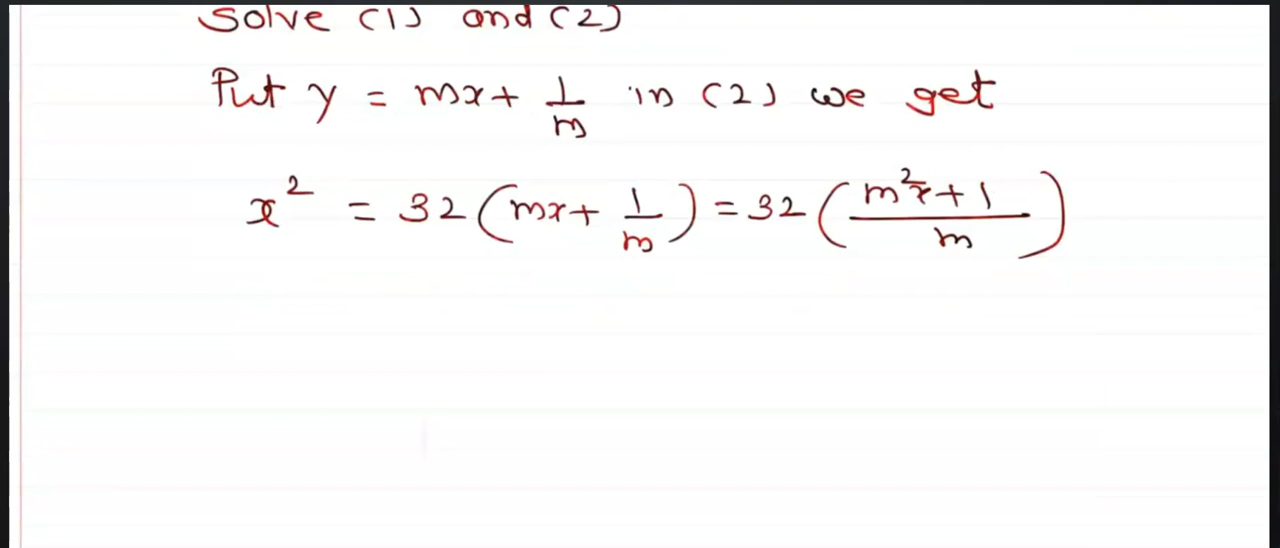 Solve (1) and (2)
Put y = mx + 1/m in (2) we get
x² = 32 (mx + 1/m) = 32 ((m²x + 1)/m)